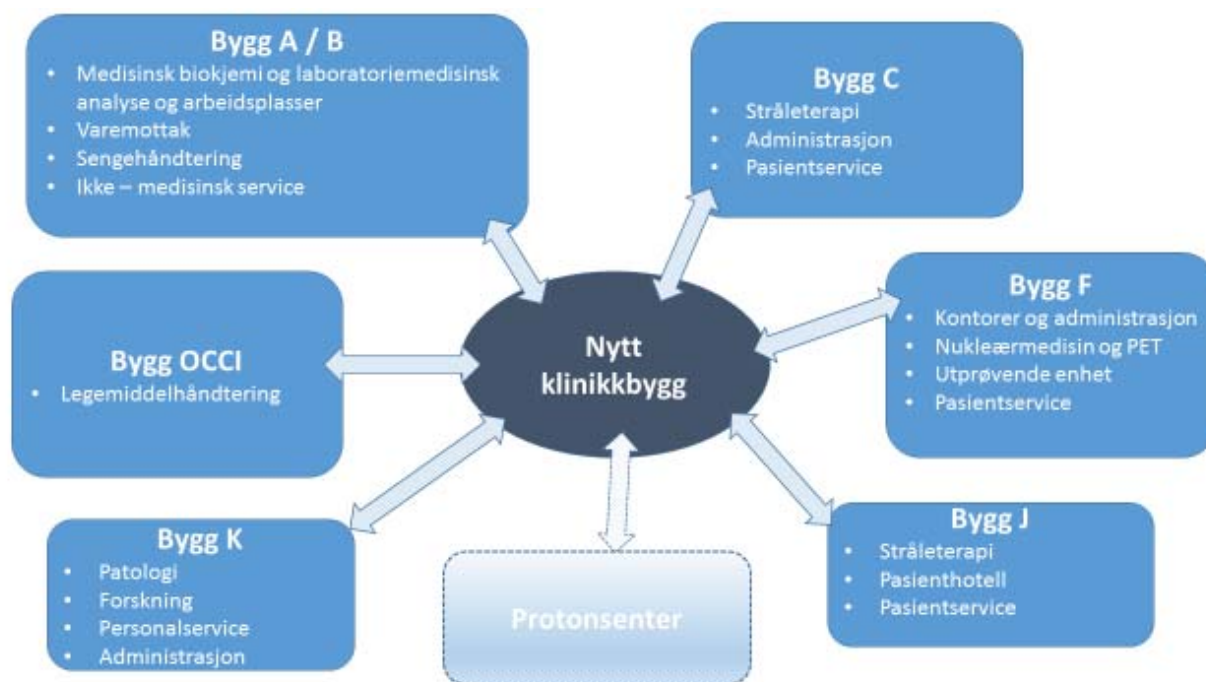 Bygg A / B
• Medisinsk biokjemi og laboratoriemedisinsk
analyse og arbeidsplasser
• Varemottak
• Sengehåndtering
• Ikke – medisinsk service
Bygg C
• Stråleterapi
• Administrasjon
• Pasientservice
Bygg OCCI
• Legemiddelhåndtering
Nytt
klinikkbygg
Bygg F
• Kontorer og administrasjon
• Nukleærmedisin og PET
• Utprøvende enhet
• Pasientservice
Bygg K
• Patologi
• Forskning
• Personalservice
• Administrasjon
Protonsenter
Bygg J
• Stråleterapi
• Pasienthotell
• Pasientservice